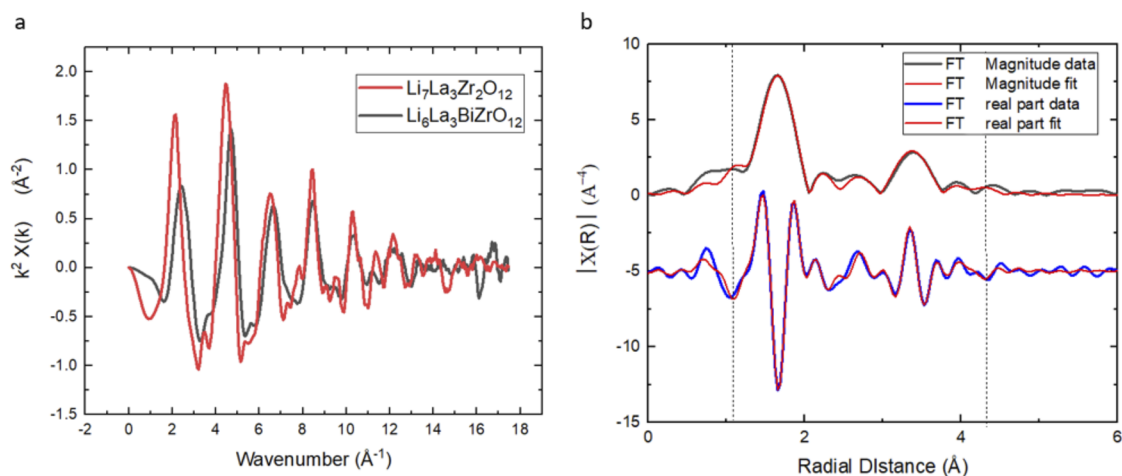 a
k² X(k) (Å⁻²)
2.0
1.5
1.0
0.5
0.0
-0.5
-1.0
-1.5
-2 0 2 4 6 8 10 12 14 16 18
Wavenumber (Å⁻¹)
Li₇La₃Zr₂O₁₂
Li₆La₃BiZrO₁₂
b
|X(R)| (Å⁻⁴)
10
5
0
-5
-10
-15
0 1 2 3 4 5 6
Radial DIstance (Å)
FT Magnitude data
FT Magnitude fit
FT real part data
FT real part fit